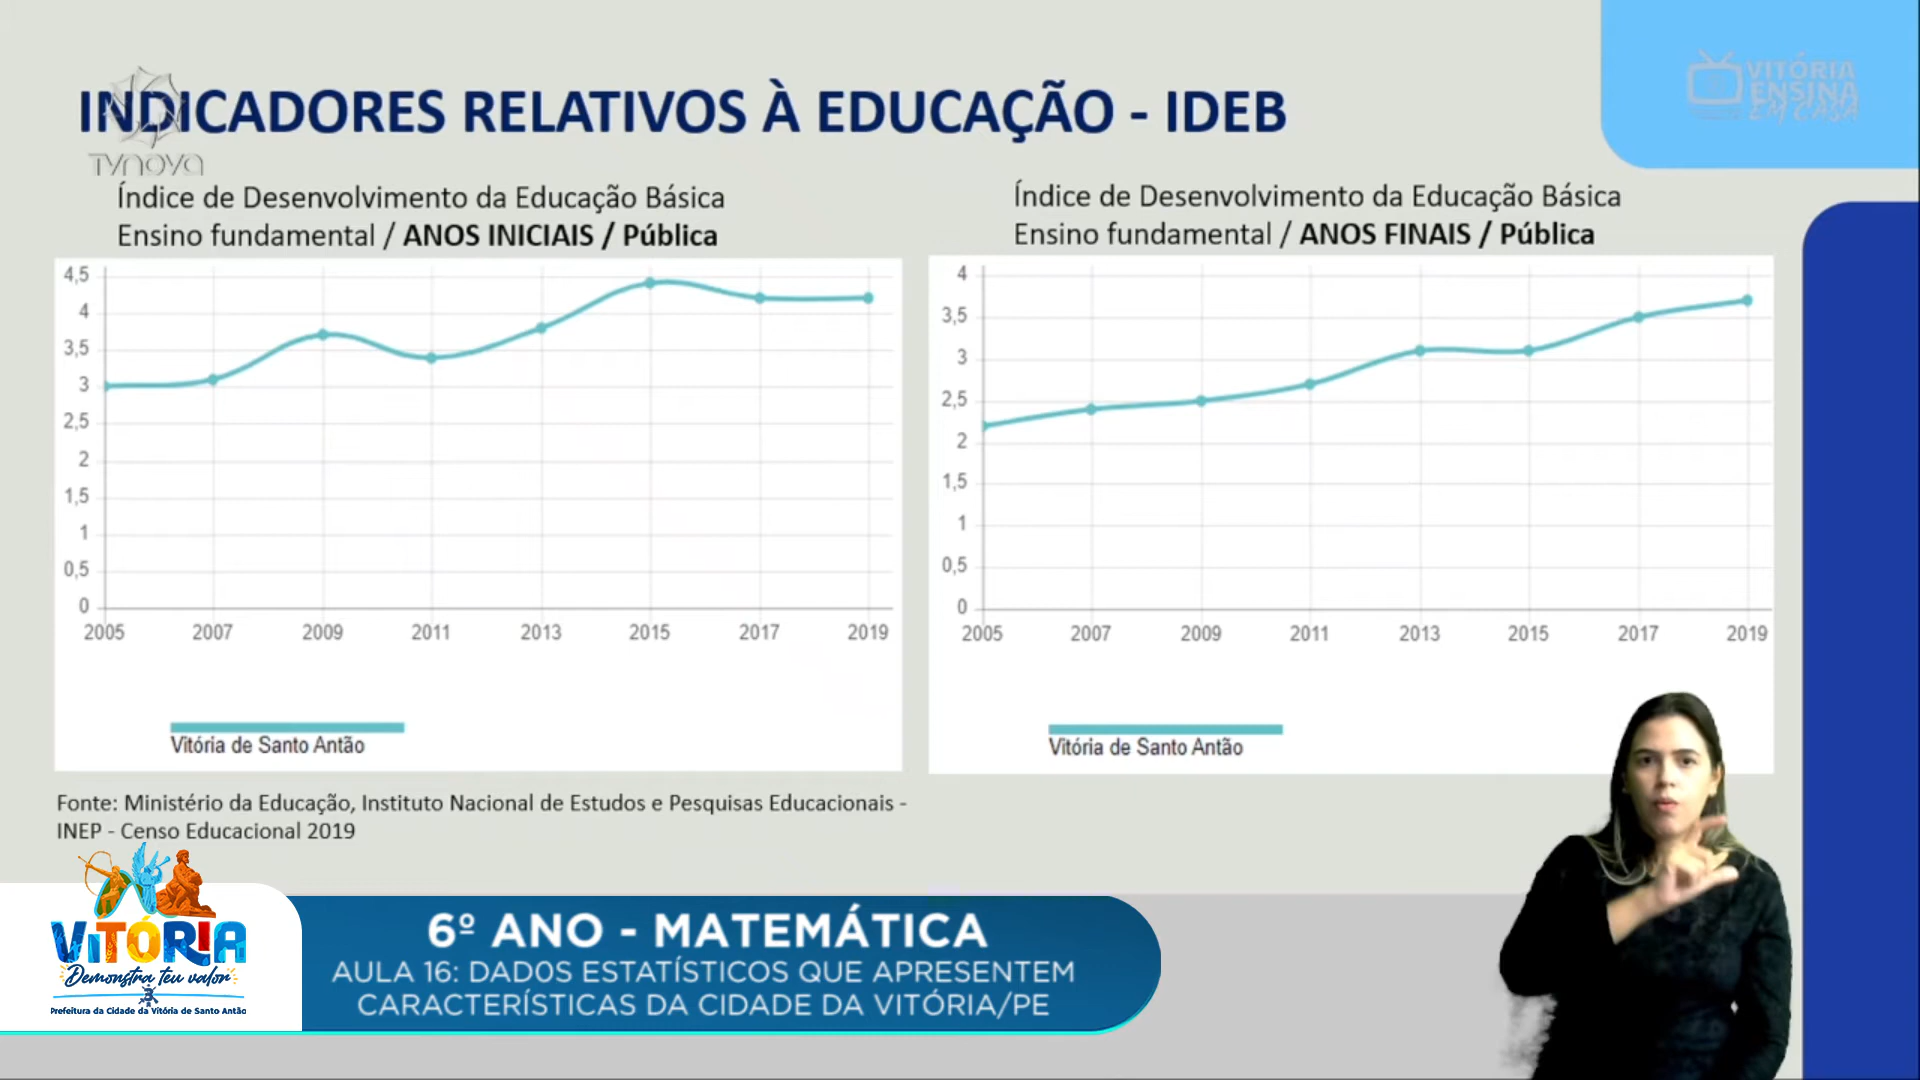 INDICADORES RELATIVOS À EDUCAÇÃO - IDEB
TVNOVA
VITÓRIA
ENSINA
EM CASA
Índice de Desenvolvimento da Educação Básica
Ensino fundamental / ANOS INICIAIS / Pública
4,5
4
3,5
3
2,5
2
1,5
1
0,5
0
2005 2007 2009 2011 2013 2015 2017 2019
Vitória de Santo Antão
Índice de Desenvolvimento da Educação Básica
Ensino fundamental / ANOS FINAIS / Pública
4
3,5
3
2,5
2
1,5
1
0,5
0
2005 2007 2009 2011 2013 2015 2017 2019
Vitória de Santo Antão
Fonte: Ministério da Educação, Instituto Nacional de Estudos e Pesquisas Educacionais -
INEP - Censo Educacional 2019
VITÓRIA
Demonstra teu valor
Prefeitura da Cidade da Vitória de Santo Antão
6º ANO - MATEMÁTICA
AULA 16: DADOS ESTATÍSTICOS QUE APRESENTEM
CARACTERÍSTICAS DA CIDADE DA VITÓRIA/PE